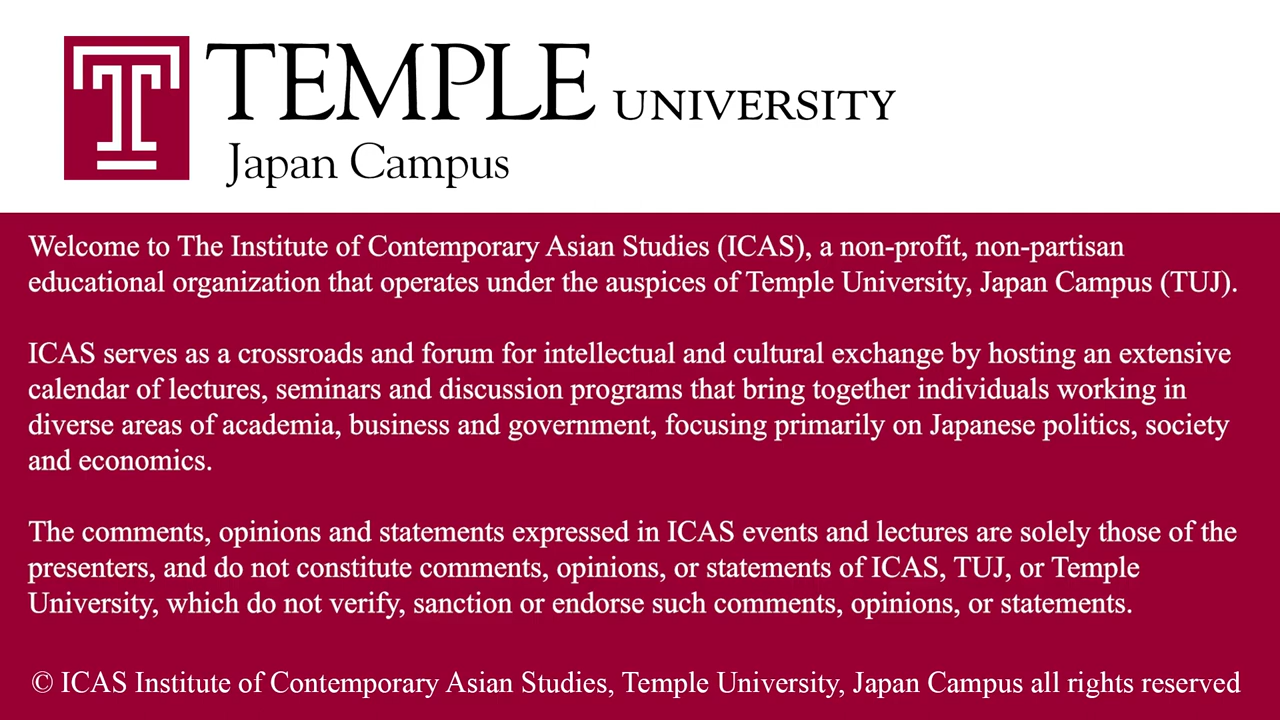 T TEMPLE UNIVERSITY
Japan Campus
Welcome to The Institute of Contemporary Asian Studies (ICAS), a non-profit, non-partisan
educational organization that operates under the auspices of Temple University, Japan Campus (TUJ).
ICAS serves as a crossroads and forum for intellectual and cultural exchange by hosting an extensive
calendar of lectures, seminars and discussion programs that bring together individuals working in
diverse areas of academia, business and government, focusing primarily on Japanese politics, society
and economics.
The comments, opinions and statements expressed in ICAS events and lectures are solely those of the
presenters, and do not constitute comments, opinions, or statements of ICAS, TUJ, or Temple
University, which do not verify, sanction or endorse such comments, opinions, or statements.
© ICAS Institute of Contemporary Asian Studies, Temple University, Japan Campus all rights reserved